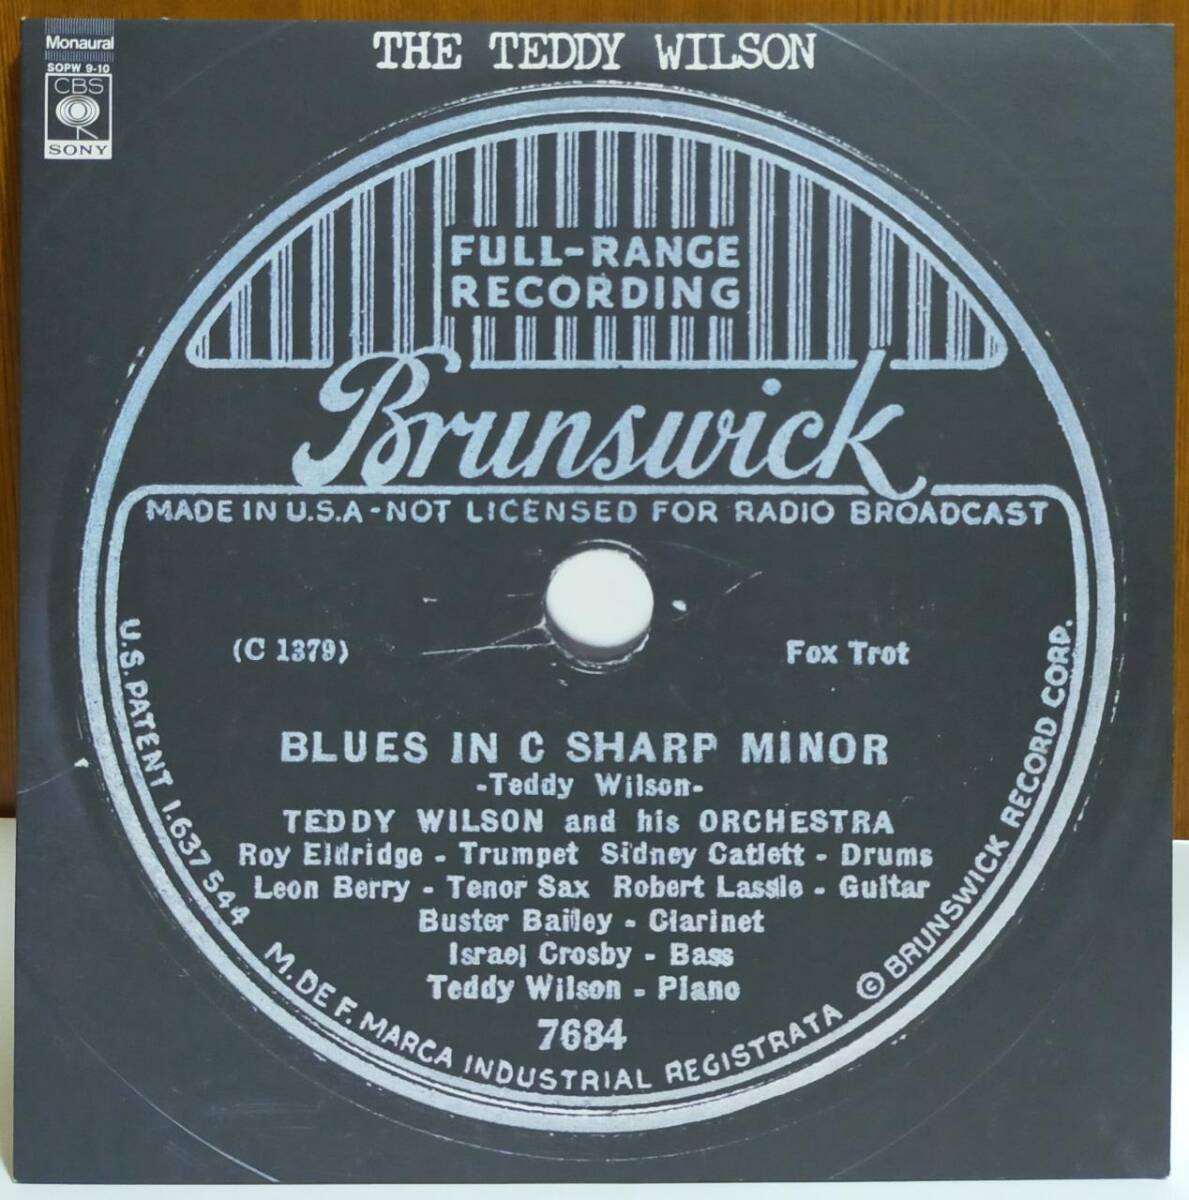 Monaural
SOPW 9-10
CBS
SONY
THE TEDDY WILSON
FULL-RANGE
RECORDING
Brunswick
MADE IN U.S.A-NOT LICENSED FOR RADIO BROADCAST
(C 1379)
Fox Trot
BLUES IN C SHARP MINOR
-Teddy Wilson-
TEDDY WILSON and his ORCHESTRA
Roy Eldridge - Trumpet Sidney Catlett - Drums
Leon Berry - Tenor Sax Robert Lassie - Guitar
Buster Bailey - Clarinet
Israel Crosby - Bass
Teddy Wilson - Piano
7684
U.S. PATENT 1.637 544
M. DE F. MARCA INDUSTRIAL REGISTRATA
© BRUNSWICK RECORD CORP.